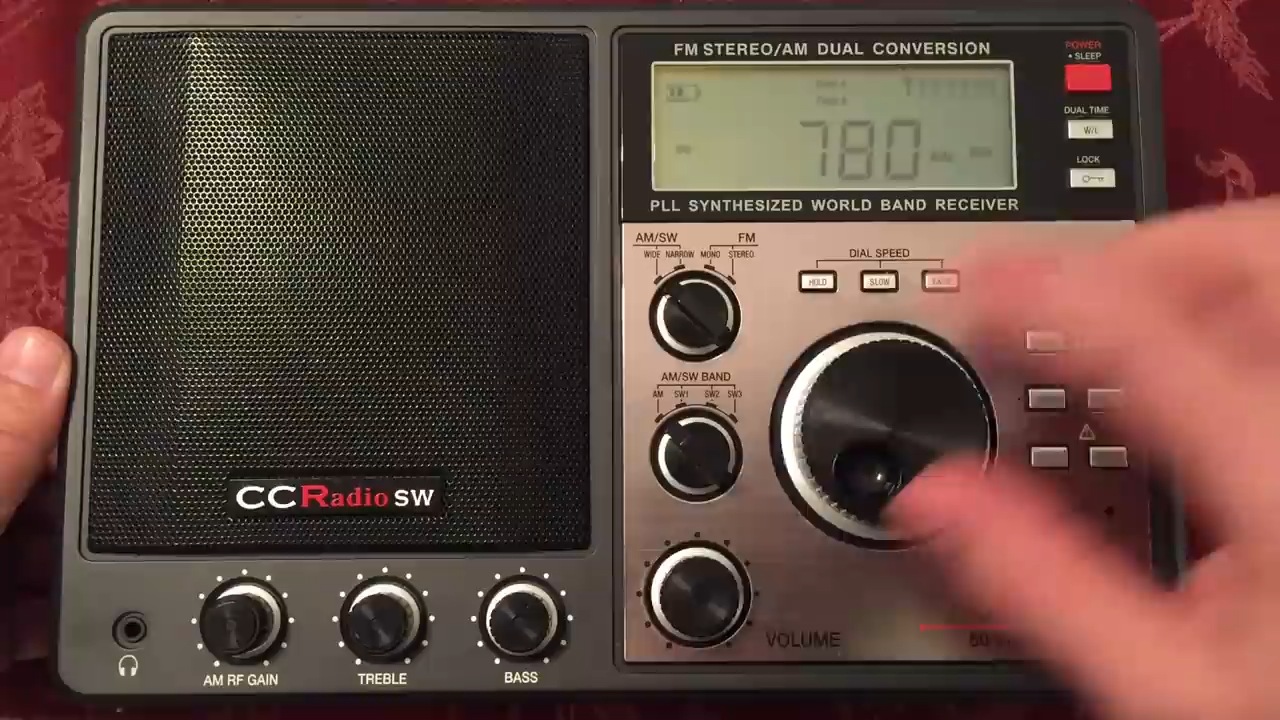 FM STEREO/AM DUAL CONVERSION
POWER
• SLEEP
DUAL TIME
W/L
LOCK
780
PLL SYNTHESIZED WORLD BAND RECEIVER
AM/SW FM
WIDE NARROW MONO STEREO
DIAL SPEED
HOLD SLOW FAST
AM/SW BAND
AM SW1 SW2 SW3
CCRadio SW
VOLUME
AM RF GAIN
TREBLE
BASS